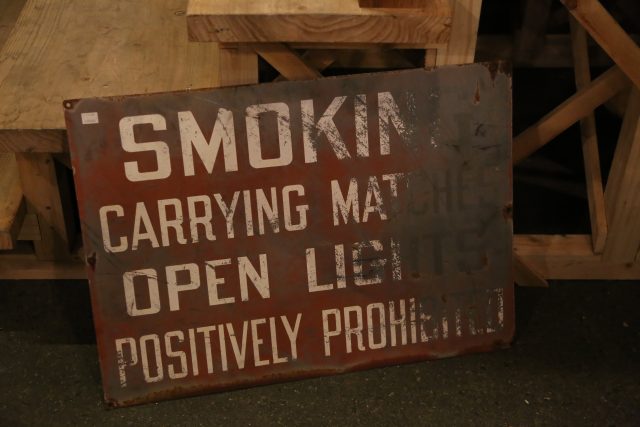 SMOKING
CARRYING MATCHES
OPEN LIGHTS
POSITIVELY PROHIBITED